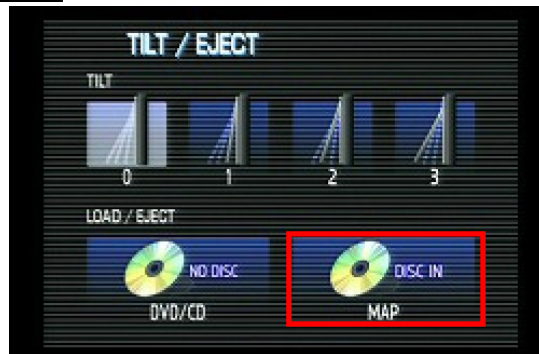 TILT / EJECT
TILT
0 1 2 3
LOAD / EJECT
NO DISC DISC IN
DVD/CD MAP